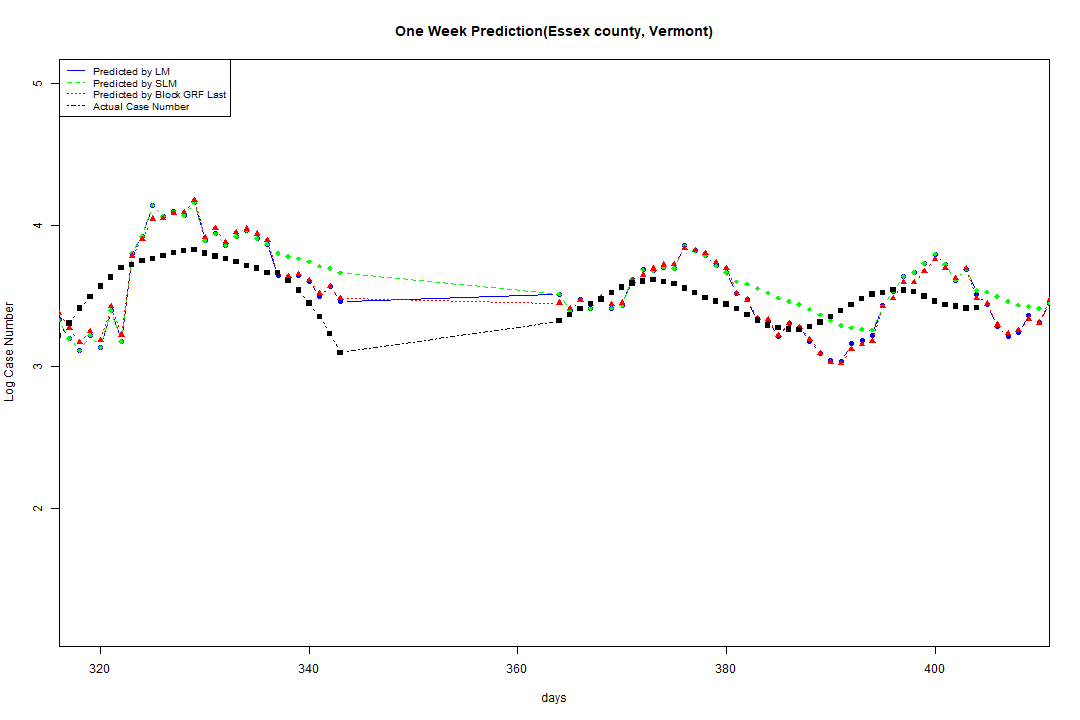 One Week Prediction(Essex county, Vermont)
Predicted by LM
Predicted by SLM
Predicted by Block GRF Last
Actual Case Number
5
4
3
2
Log Case Number
320 340 360 380 400
days